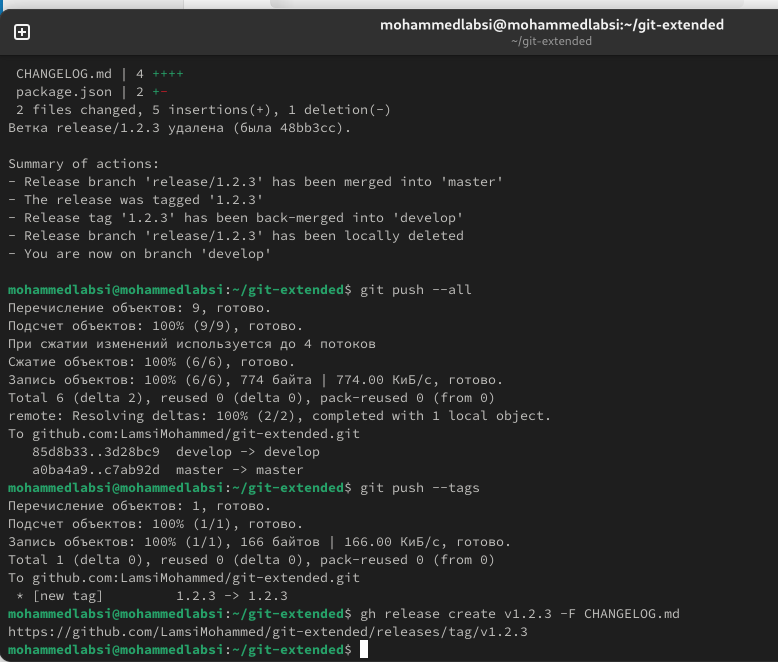 mohammedlabsi@mohammedlabsi:~/git-extended
~/git-extended
CHANGELOG.md | 4 ++++
package.json | 2 +-
2 files changed, 5 insertions(+), 1 deletion(-)
Ветка release/1.2.3 удалена (была 48bb3cc).
Summary of actions:
- Release branch 'release/1.2.3' has been merged into 'master'
- The release was tagged '1.2.3'
- Release tag '1.2.3' has been back-merged into 'develop'
- Release branch 'release/1.2.3' has been locally deleted
- You are now on branch 'develop'
mohammedlabsi@mohammedlabsi:~/git-extended$ git push --all
Перечисление объектов: 9, готово.
Подсчет объектов: 100% (9/9), готово.
При сжатии изменений используется до 4 потоков
Сжатие объектов: 100% (6/6), готово.
Запись объектов: 100% (6/6), 774 байта | 774.00 КиБ/с, готово.
Total 6 (delta 2), reused 0 (delta 0), pack-reused 0 (from 0)
remote: Resolving deltas: 100% (2/2), completed with 1 local object.
To github.com:LamsiMohammed/git-extended.git
85d8b33..3d28bc9  develop -> develop
a0ba4a9..c7ab92d  master -> master
mohammedlabsi@mohammedlabsi:~/git-extended$ git push --tags
Перечисление объектов: 1, готово.
Подсчет объектов: 100% (1/1), готово.
Запись объектов: 100% (1/1), 166 байтов | 166.00 КиБ/с, готово.
Total 1 (delta 0), reused 0 (delta 0), pack-reused 0 (from 0)
To github.com:LamsiMohammed/git-extended.git
* [new tag]         1.2.3 -> 1.2.3
mohammedlabsi@mohammedlabsi:~/git-extended$ gh release create v1.2.3 -F CHANGELOG.md
https://github.com/LamsiMohammed/git-extended/releases/tag/v1.2.3
mohammedlabsi@mohammedlabsi:~/git-extended$